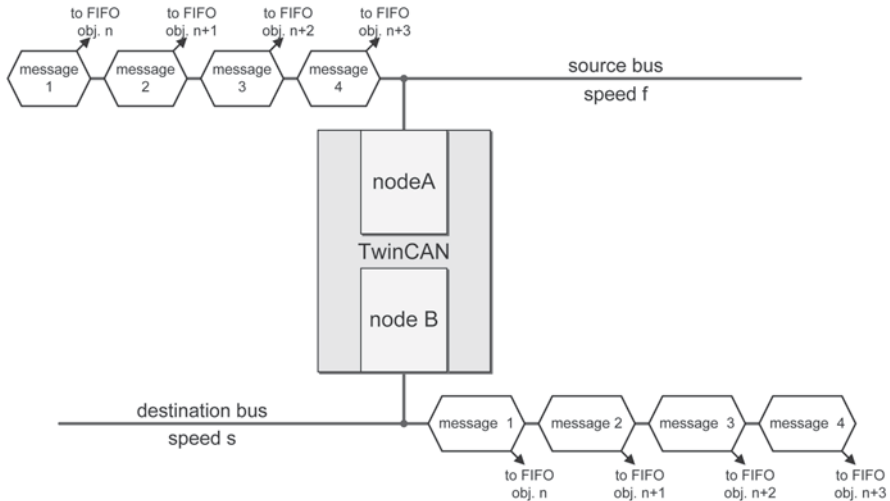 to FIFO
obj. n
to FIFO
obj. n+1
to FIFO
obj. n+2
to FIFO
obj. n+3
message
1
message
2
message
3
message
4
source bus
speed f
nodeA
TwinCAN
node B
destination bus
speed s
message 1
message 2
message 3
message 4
to FIFO
obj. n
to FIFO
obj. n+1
to FIFO
obj. n+2
to FIFO
obj. n+3